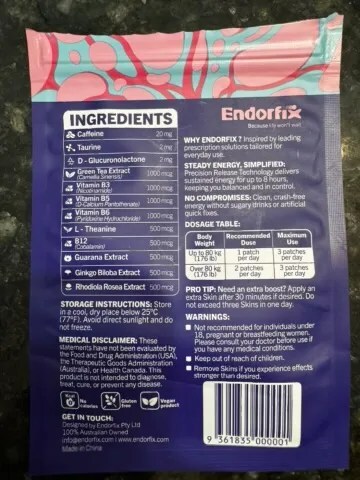 INGREDIENTS
Caffeine 20 mg
Taurine 2 mg
D - Glucuronolactone 2 mg
Green Tea Extract 1000 mcg
(Camellia Sinensis)
Vitamin B3 1000 mcg
(Nicotinamide)
Vitamin B5 1000 mcg
(D-Calcium Pantothenate)
Vitamin B6 1000 mcg
(Pyridoxine Hydrochloride)
L - Theanine 500 mcg
B12 500 mcg
(Cobalamin)
Guarana Extract 500 mcg
Ginkgo Biloba Extract 500 mcg
Rhodiola Rosea Extract 500 mcg
STORAGE INSTRUCTIONS: Store
in a cool, dry place below 25°C
(77°F). Avoid direct sunlight and do
not freeze.
MEDICAL DISCLAIMER: These
statements have not been evaluated by
the Food and Drug Administration (USA),
the Therapeutic Goods Administration
(Australia), or Health Canada. This
product is not intended to diagnose,
treat, cure, or prevent any disease.
No
Calories
Gluten
free
Vegan
product
GET IN TOUCH:
Designed by Endorfix Pty Ltd
100% Australian Owned
info@endorfix.com | www.endorfix.com
Made in China
Endorfix
Because life won't wait
WHY ENDORFIX? Inspired by leading
prescription solutions tailored for
everyday use.
STEADY ENERGY, SIMPLIFIED:
Precision Release Technology delivers
sustained energy for up to 8 hours,
keeping you balanced and in control.
NO COMPROMISES: Clean, crash-free
energy without sugary drinks or artificial
quick fixes.
DOSAGE TABLE:
Body Weight Recommended Dose Maximum Use
Up to 80 kg (176 lb) 1 patch per day 3 patches per day
Over 80 kg (176 lb) 2 patches per day 3 patches per day
PRO TIP: Need an extra boost? Apply an
extra Skin after 30 minutes if desired. Do
not exceed three Skins in one day.
WARNINGS:
Not recommended for individuals under
18, pregnant or breastfeeding women.
Please consult your doctor before use if
you have any medical conditions.
Keep out of reach of children.
Remove Skins if you experience effects
stronger than desired.
9 361835 000001